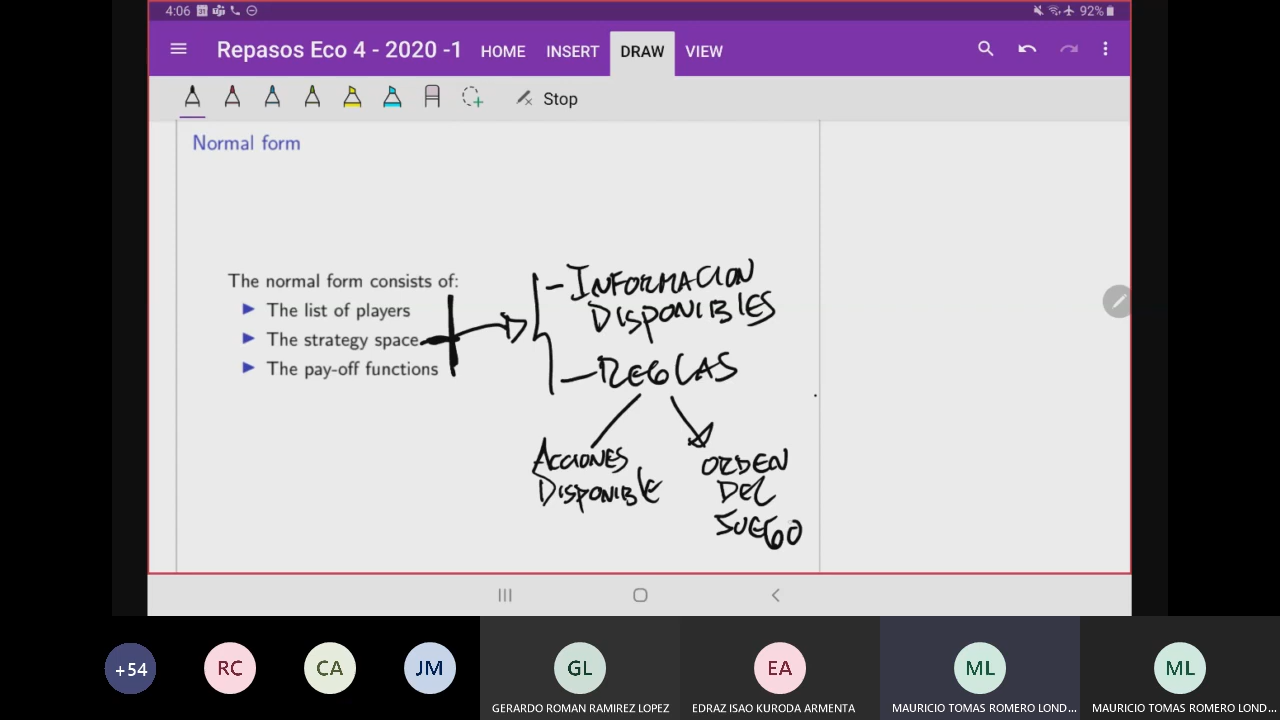 4:06
92%
Repasos Eco 4 - 2020 -1 HOME INSERT DRAW VIEW
Stop
Normal form
The normal form consists of:
The list of players
The strategy space
The pay-off functions
- INFORMACION
DISPONIBLES
- REGLAS
ACCIONES
DISPONIBLE
ORDEN
DEL
JUEGO
+54 RC CA JM GL EA ML ML
GERARDO ROMAN RAMIREZ LOPEZ EDRAZ ISAO KURODA ARMENTA MAURICIO TOMAS ROMERO LOND... MAURICIO TOMAS ROMERO LOND...